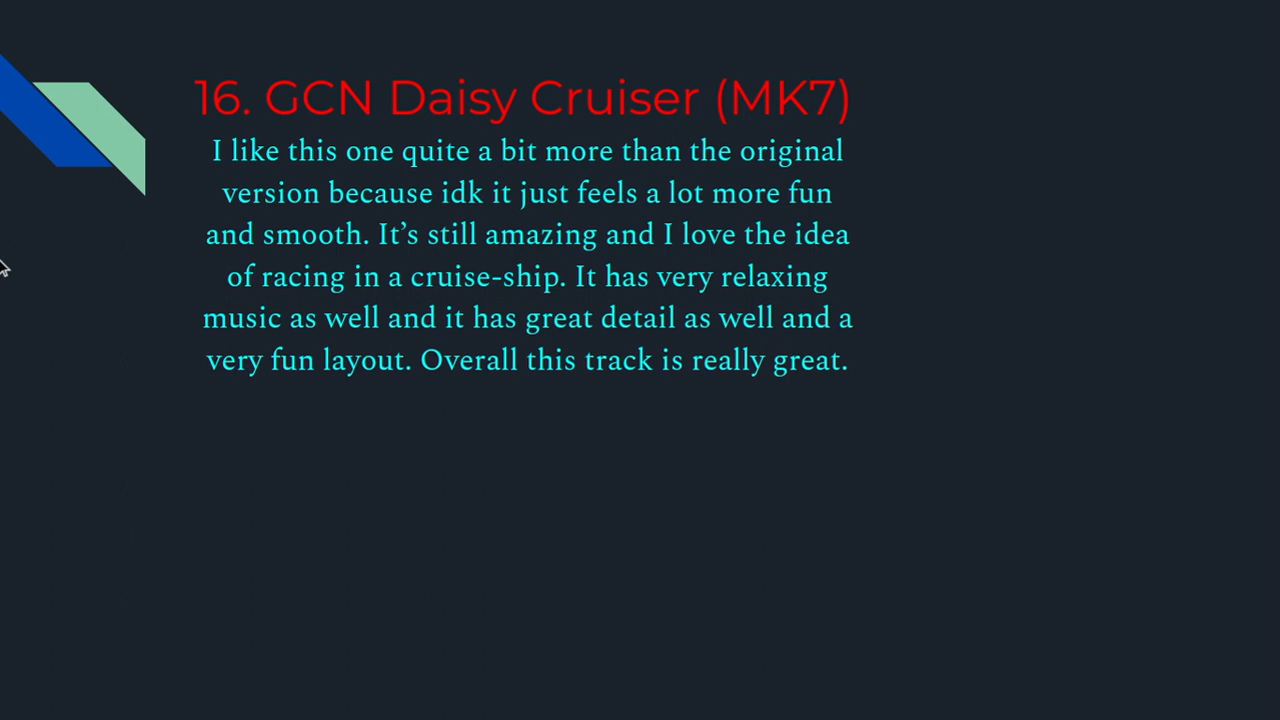 16. GCN Daisy Cruiser (MK7)
I like this one quite a bit more than the original
version because idk it just feels a lot more fun
and smooth. It’s still amazing and I love the idea
of racing in a cruise-ship. It has very relaxing
music as well and it has great detail as well and a
very fun layout. Overall this track is really great.